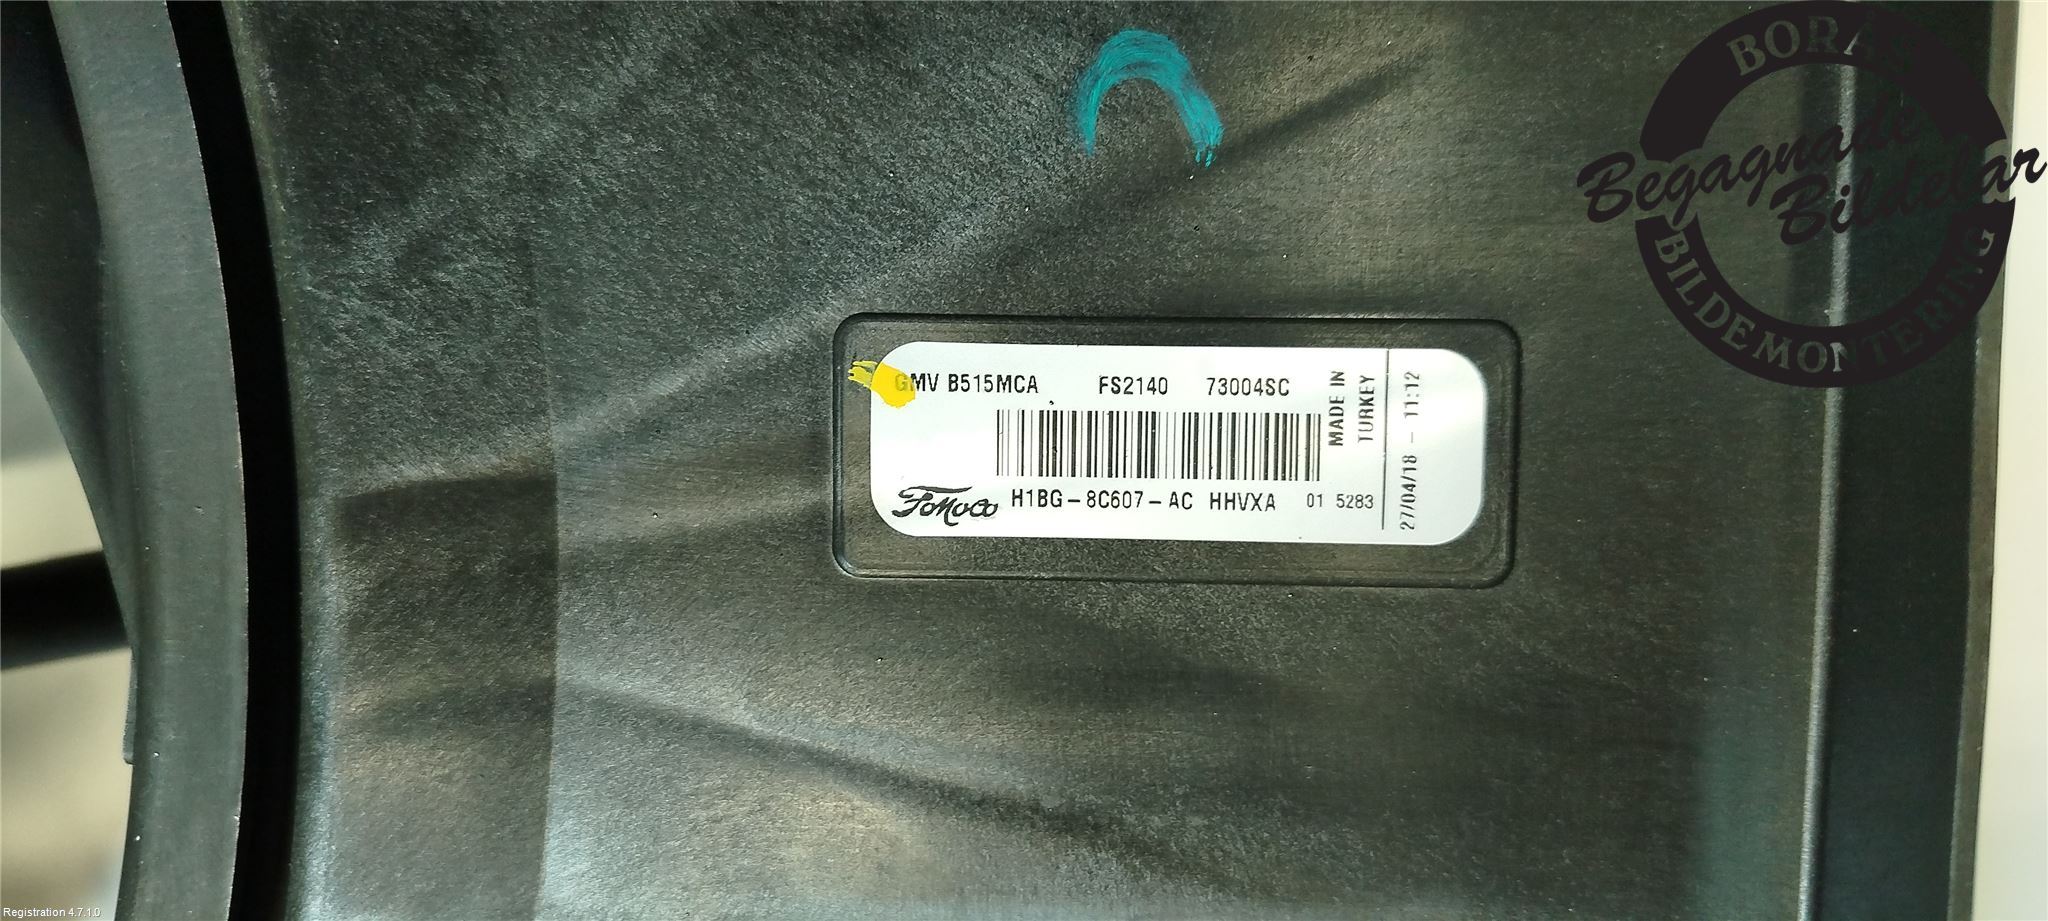 BORÅS
Begagnade
Bildelar
BILDEMONTERING
GMV B515MCA FS2140 73004SC
MADE IN
TURKEY
27/04/18 - 11:12
FoMoCo H1BG-8C607-AC HHVXA 01 5283
Registration 4.7.1.0